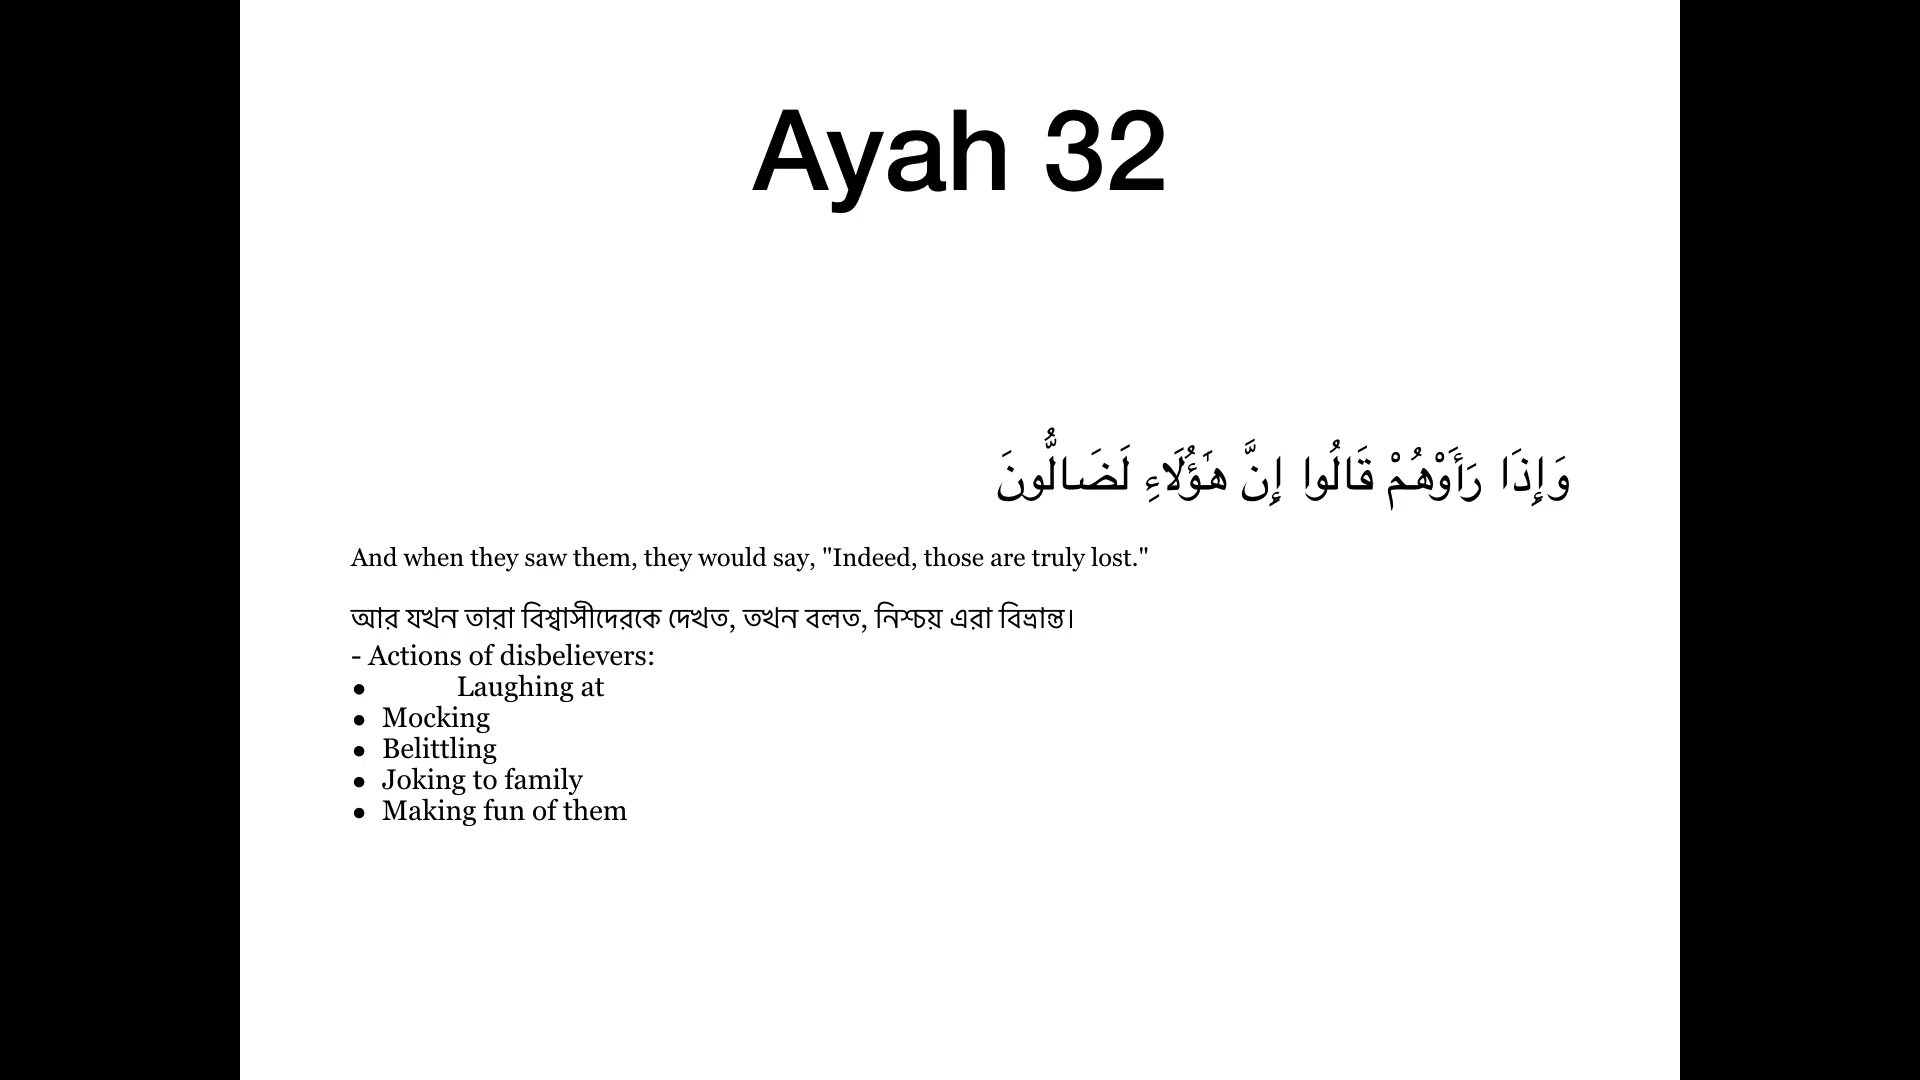 Ayah 32
وَإِذَا رَأَوْهُمْ قَالُوا إِنَّ هَٰؤُلَاءِ لَضَالُّونَ
And when they saw them, they would say, "Indeed, those are truly lost."
আর যখন তারা বিশ্বাসীদেরকে দেখত, তখন বলত, নিশ্চয় এরা বিভ্রান্ত।
- Actions of disbelievers:
● Laughing at
● Mocking
● Belittling
● Joking to family
● Making fun of them